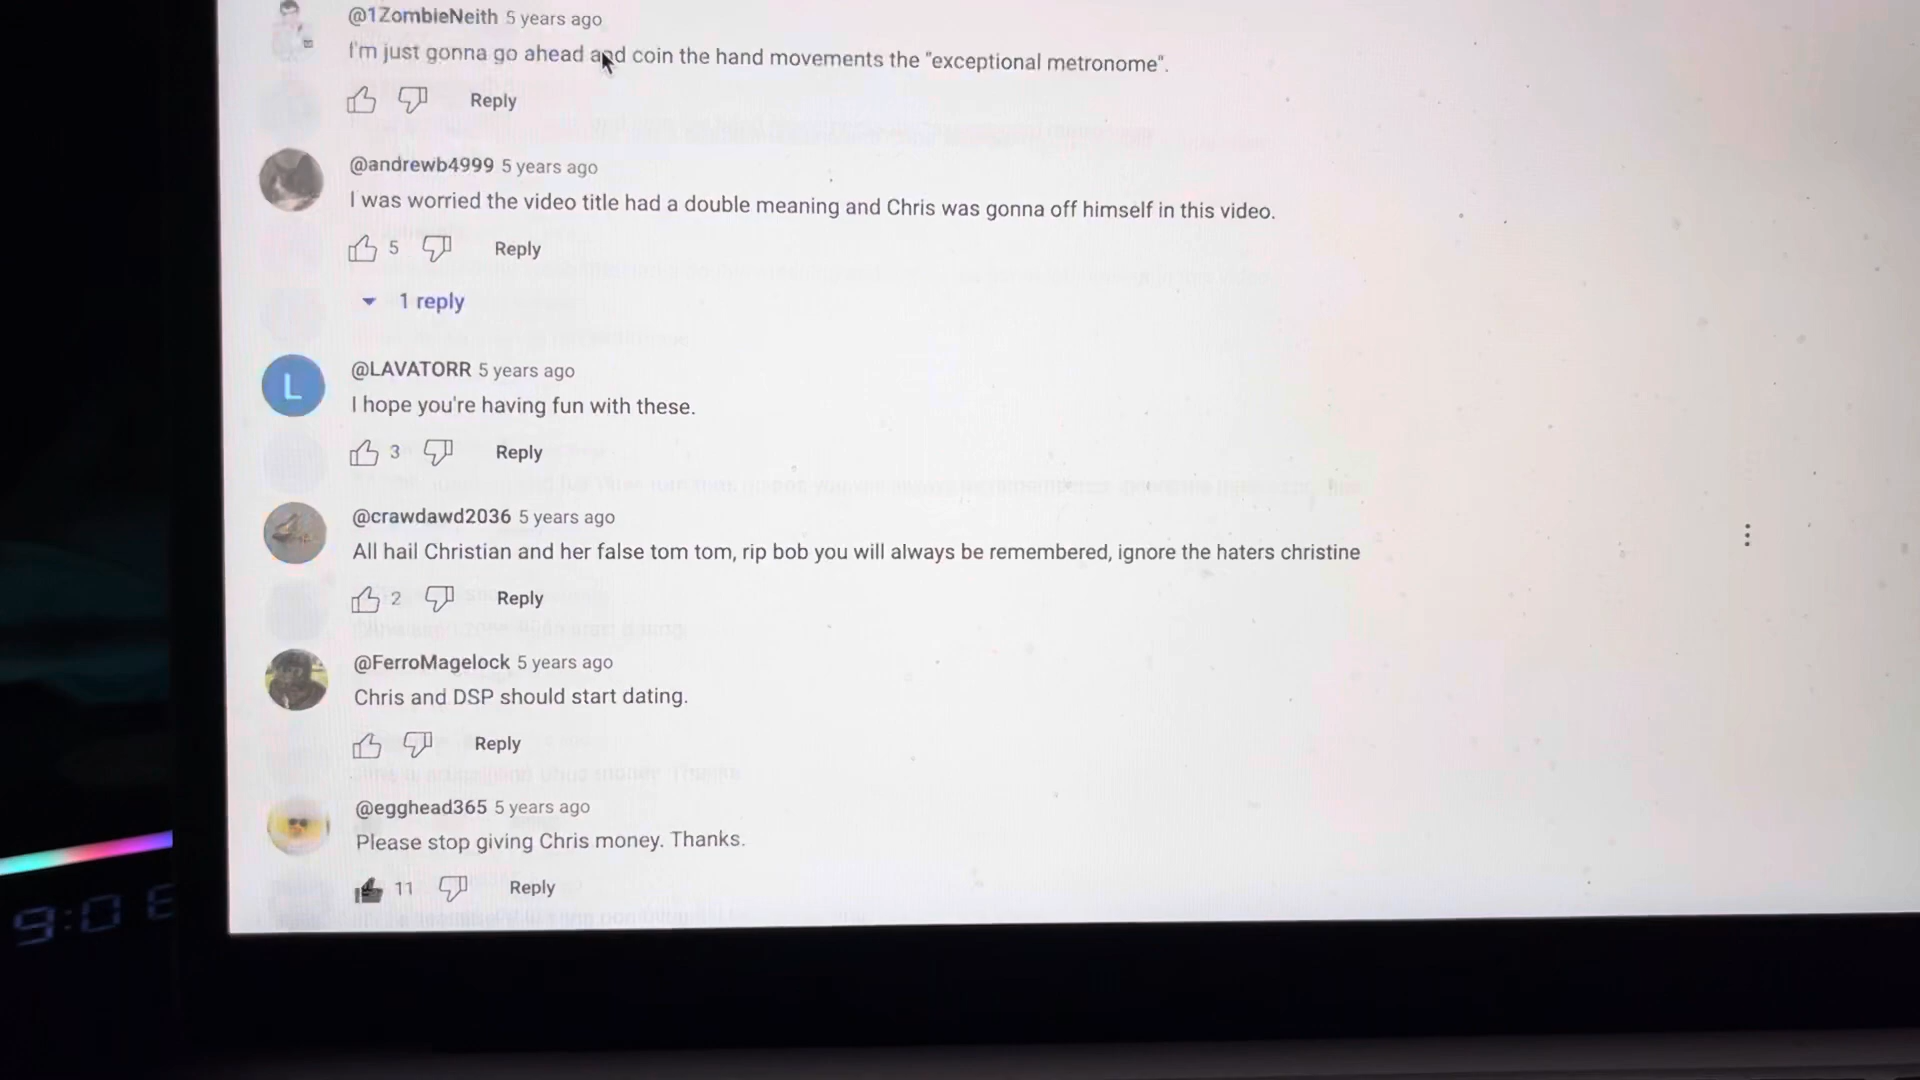 @1ZombieNeith 5 years ago
I'm just gonna go ahead and coin the hand movements the "exceptional metronome".
Reply
@andrewb4999 5 years ago
I was worried the video title had a double meaning and Chris was gonna off himself in this video.
5 Reply
1 reply
L
@LAVATORR 5 years ago
I hope you're having fun with these.
3 Reply
@crawdawd2036 5 years ago
All hail Christian and her false tom tom, rip bob you will always be remembered, ignore the haters christine
2 Reply
@FerroMagelock 5 years ago
Chris and DSP should start dating.
Reply
@egghead365 5 years ago
Please stop giving Chris money. Thanks.
11 Reply